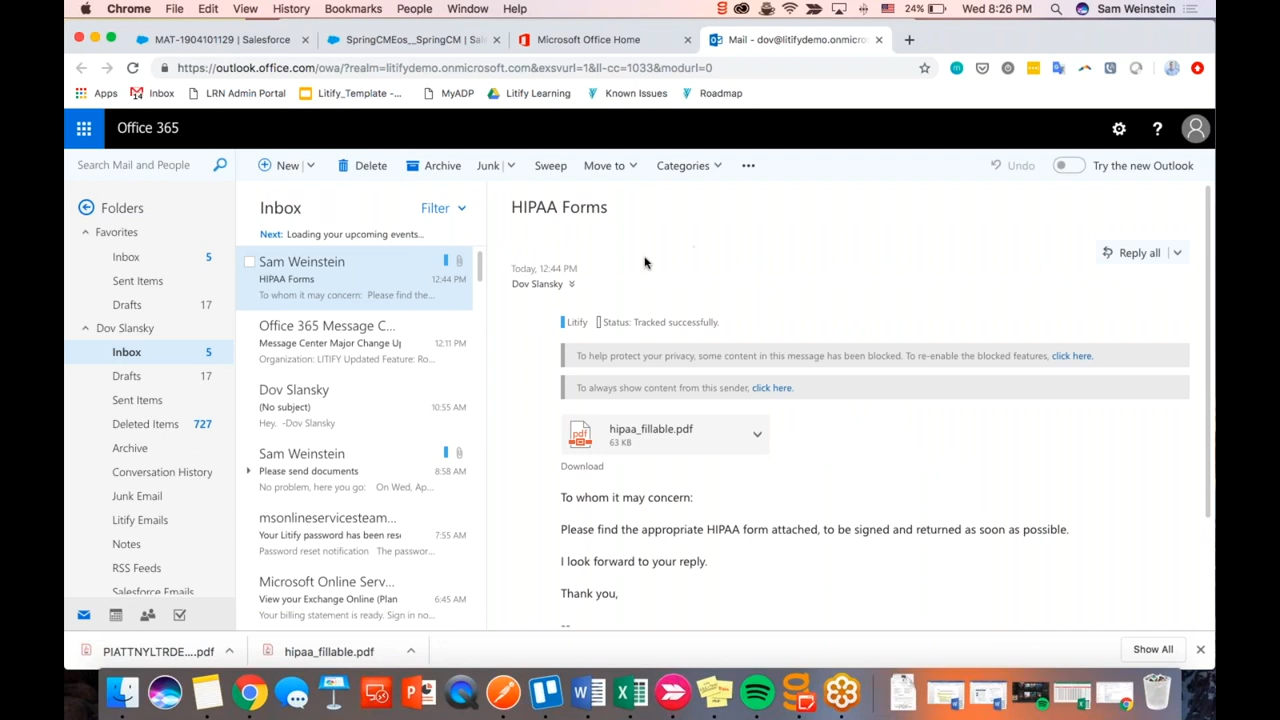 Chrome File Edit View History Bookmarks People Window Help 24% Wed 8:26 PM Sam Weinstein
MAT-1904101129 | Salesforce
SpringCMEos__SpringCM | Sal
Microsoft Office Home
Mail - dov@litifydemo.onmicro
https://outlook.office.com/owa/?realm=litifydemo.onmicrosoft.com&exsvurl=1&ll-cc=1033&modurl=0
Apps Inbox LRN Admin Portal Litify_Template -... MyADP Litify Learning Known Issues Roadmap
Office 365
Search Mail and People
New Delete Archive Junk Sweep Move to Categories ••• Undo Try the new Outlook
Folders
Favorites
Inbox 5
Sent Items
Drafts 17
Dov Slansky
Inbox 5
Drafts 17
Sent Items
Deleted Items 727
Archive
Conversation History
Junk Email
Litify Emails
Notes
RSS Feeds
Salesforce Emails
Inbox Filter
Next: Loading your upcoming events...
Sam Weinstein
HIPAA Forms 12:44 PM
To whom it may concern: Please find the...
Office 365 Message C...
Message Center Major Change Up 12:11 PM
Organization: LITIFY Updated Feature: Ro...
Dov Slansky
(No subject) 10:55 AM
Hey, -Dov Slansky
Sam Weinstein
Please send documents 8:58 AM
No problem, here you go: On Wed, Ap...
msonlineservicesteam...
Your Litify password has been rese 7:55 AM
Password reset notification The passwor...
Microsoft Online Serv...
View your Exchange Online (Plan 6:45 AM
Your billing statement is ready. Sign in no...
HIPAA Forms
Reply all
Today, 12:44 PM
Dov Slansky
Litify Status: Tracked successfully.
To help protect your privacy, some content in this message has been blocked. To re-enable the blocked features, click here.
To always show content from this sender, click here.
hipaa_fillable.pdf
63 KB
Download
To whom it may concern:
Please find the appropriate HIPAA form attached, to be signed and returned as soon as possible.
I look forward to your reply.
Thank you,
--
PIATTNYLTRDE....pdf
hipaa_fillable.pdf
Show All